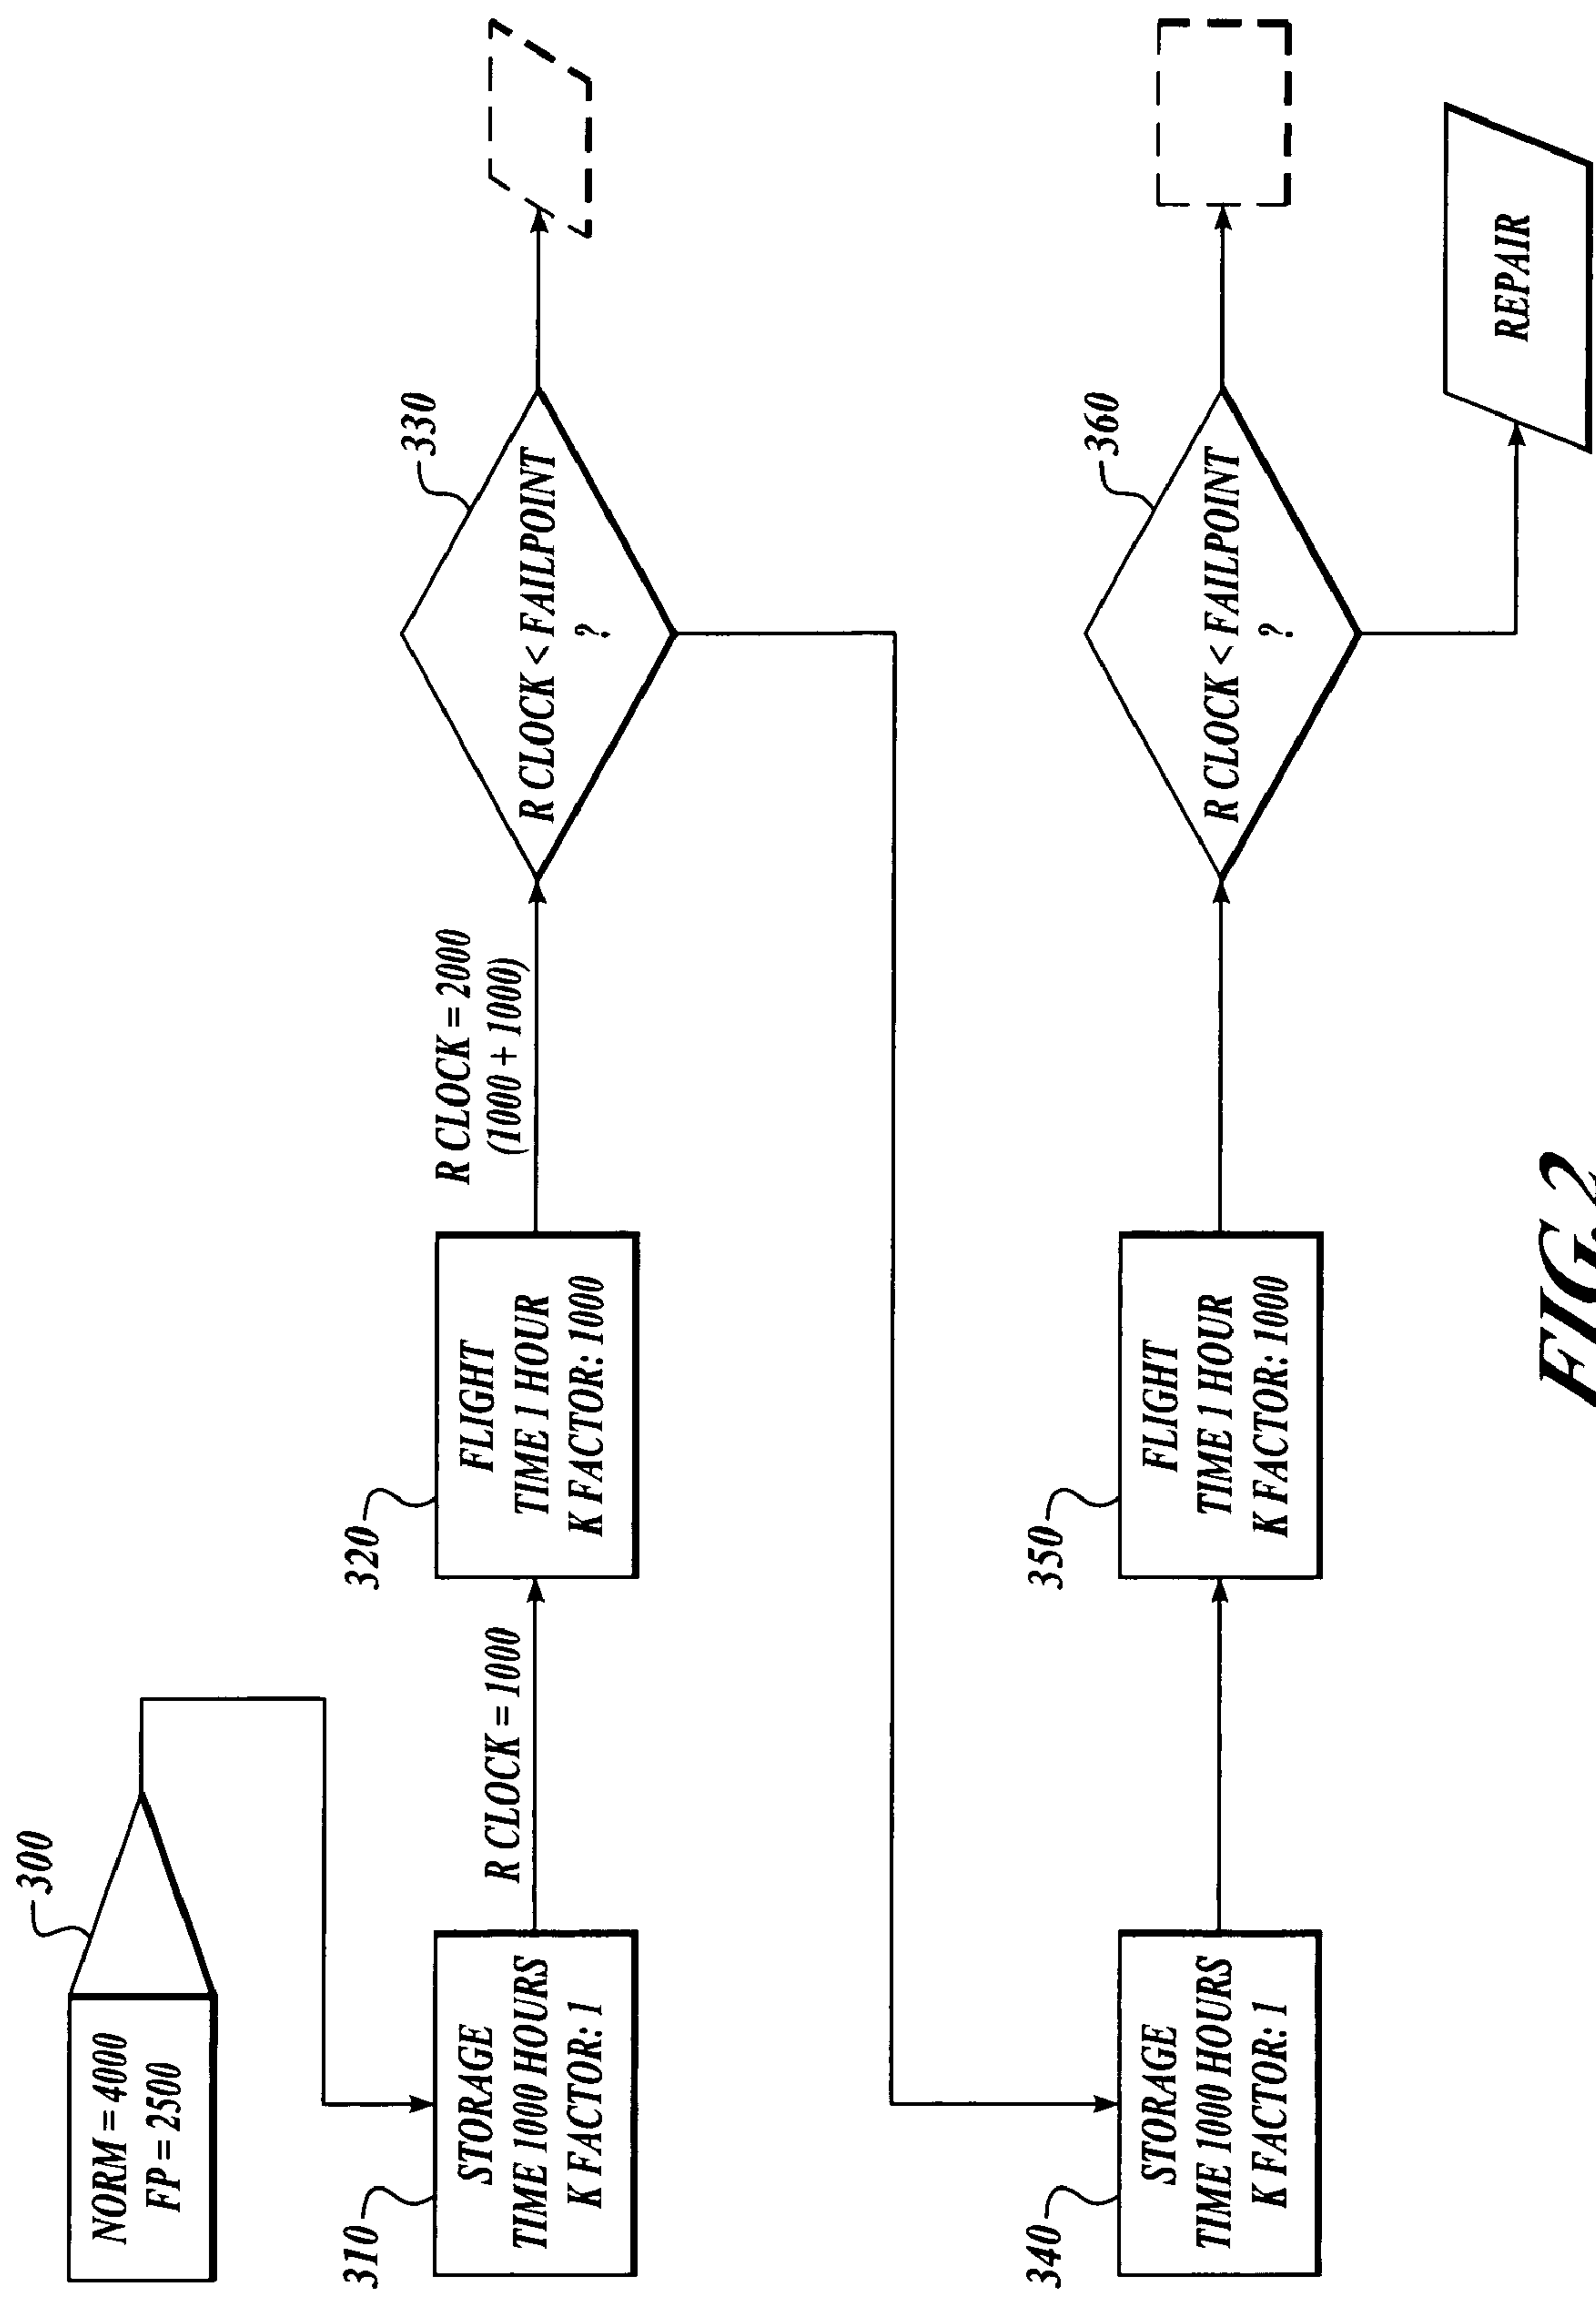 300
NORM = 4000
FP = 2500
310
STORAGE
TIME 1000 HOURS
K FACTOR: 1
R CLOCK = 1000
320
FLIGHT
TIME 1 HOUR
K FACTOR: 1000
R CLOCK = 2000
(1000 + 1000)
330
R CLOCK < FAILPOINT
?
340
STORAGE
TIME 1000 HOURS
K FACTOR: 1
350
FLIGHT
TIME 1 HOUR
K FACTOR: 1000
360
R CLOCK < FAILPOINT
?
REPAIR
FIG.2